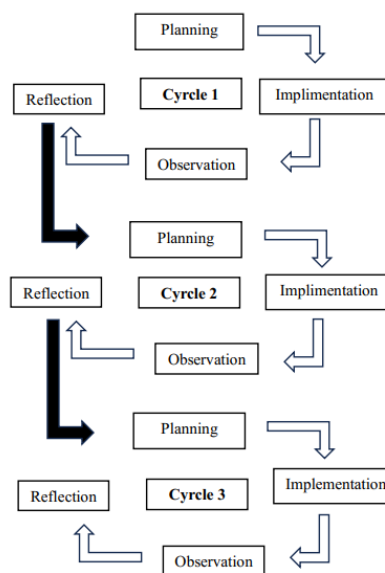 Planning
Reflection
Cyrcle 1
Implimentation
Observation
Planning
Reflection
Cyrcle 2
Implimentation
Observation
Planning
Reflection
Cyrcle 3
Implementation
Observation